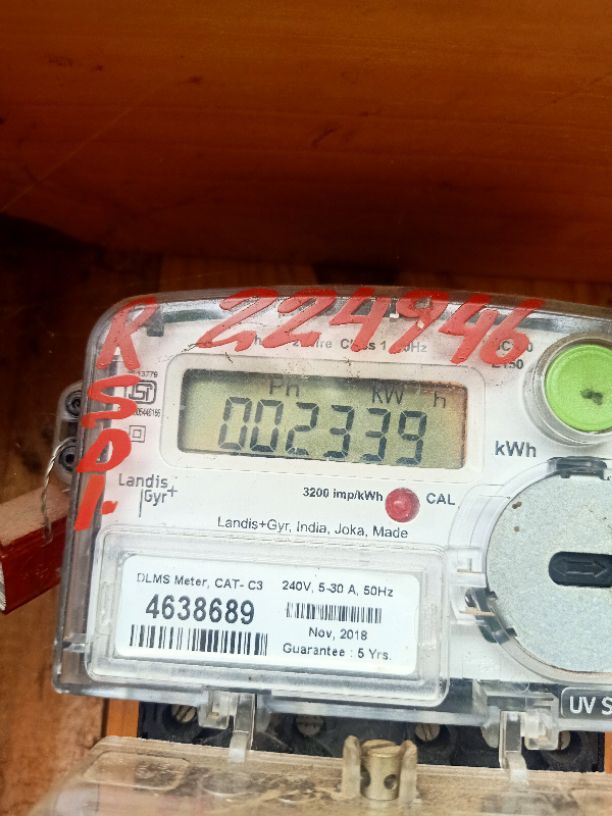 224946
R
S
D
1
Ph kW h
002339
kWh
Landis
Gyr+
3200 imp/kWh
CAL
Landis+Gyr, India, Joka, Made
DLMS Meter, CAT- C3
240V, 5-30 A, 50Hz
4638689
Nov, 2018
Guarantee : 5 Yrs.
UV S